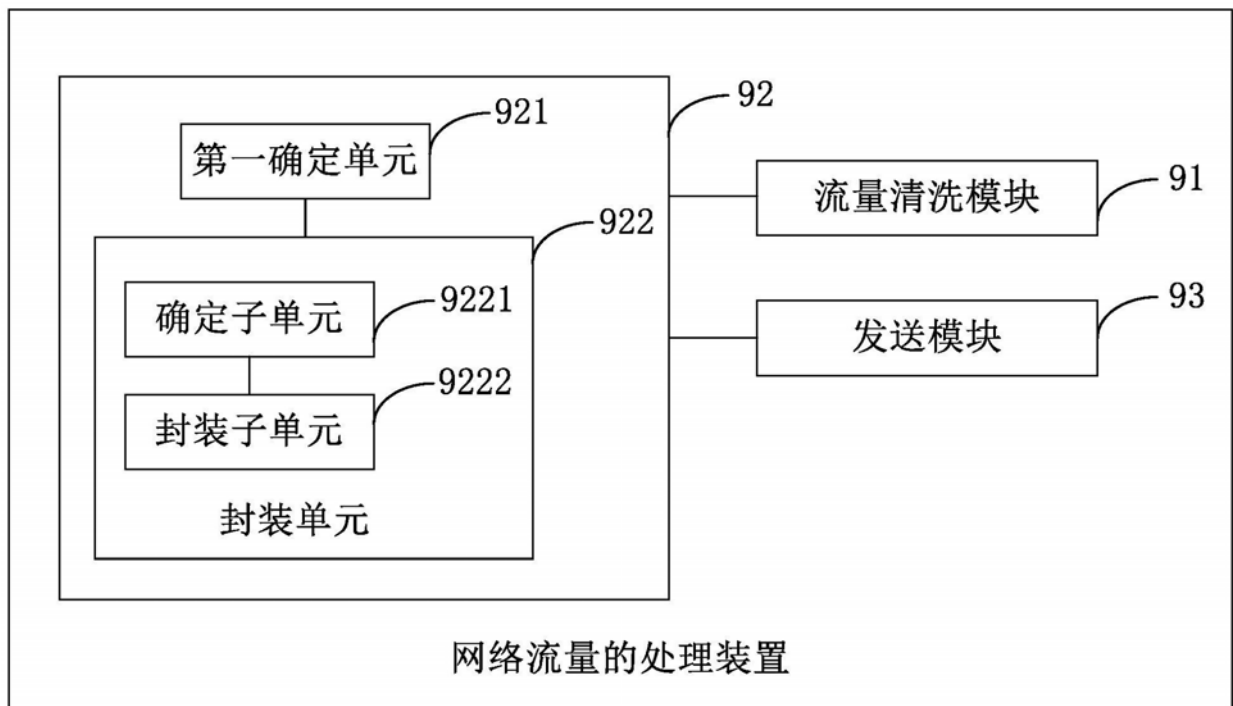 921
92
第一确定单元
流量清洗模块
91
922
确定子单元
9221
发送模块
93
封装子单元
9222
封装单元
网络流量的处理装置